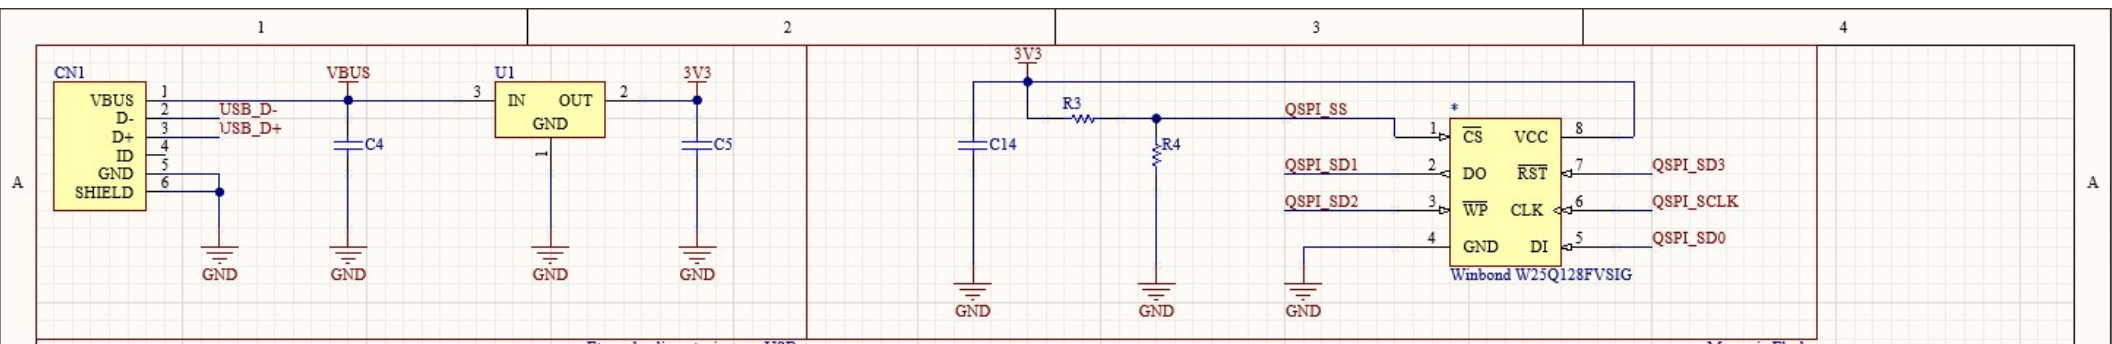 1
2
3
4
A
A
CN1
VBUS
D-
D+
ID
GND
SHIELD
1
2
3
4
5
6
USB_D-
USB_D+
GND
VBUS
C4
GND
U1
3
IN
OUT
2
GND
1
GND
3V3
C5
GND
3V3
C14
GND
R3
R4
GND
QSPI_SS
QSPI_SD1
QSPI_SD2
GND
*
1
2
3
4
CS
DO
WP
GND
VCC
RST
CLK
DI
8
7
6
5
QSPI_SD3
QSPI_SCLK
QSPI_SD0
Winbond W25Q128FVSIG